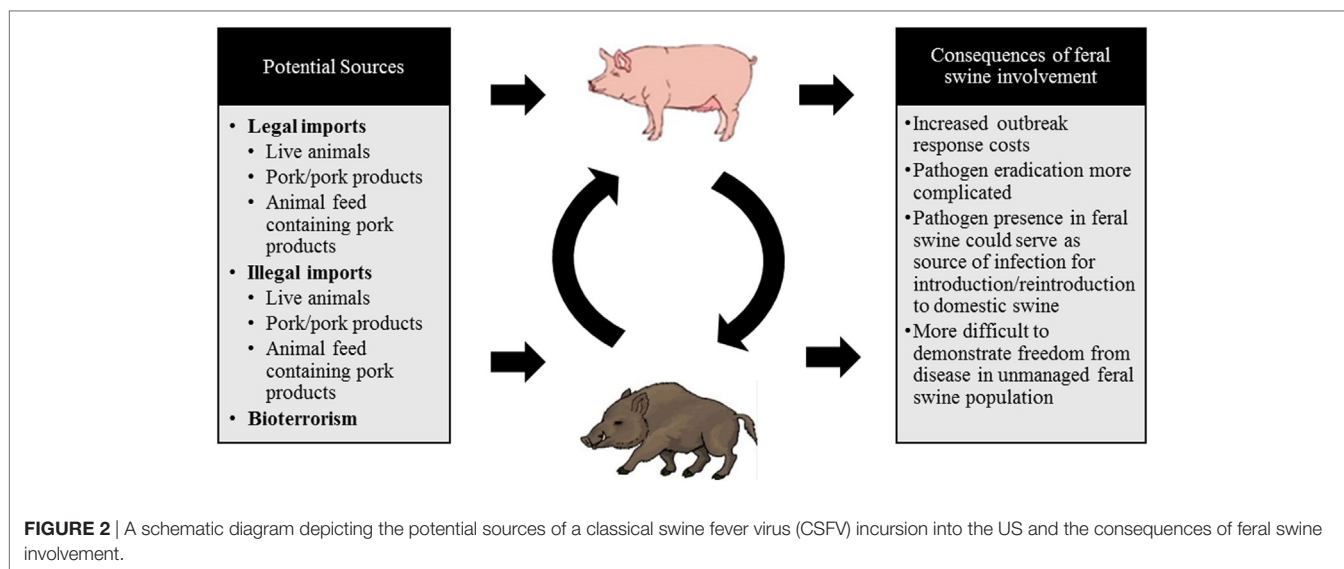 Potential Sources
• Legal imports
• Live animals
• Pork/pork products
• Animal feed
containing pork
products
• Illegal imports
• Live animals
• Pork/pork products
• Animal feed
containing pork
products
• Bioterrorism
Consequences of feral
swine involvement
•Increased outbreak
response costs
•Pathogen eradication more
complicated
•Pathogen presence in feral
swine could serve as
source of infection for
introduction/reintroduction
to domestic swine
•More difficult to
demonstrate freedom from
disease in unmanaged feral
swine population
FIGURE 2 | A schematic diagram depicting the potential sources of a classical swine fever virus (CSFV) incursion into the US and the consequences of feral swine
involvement.